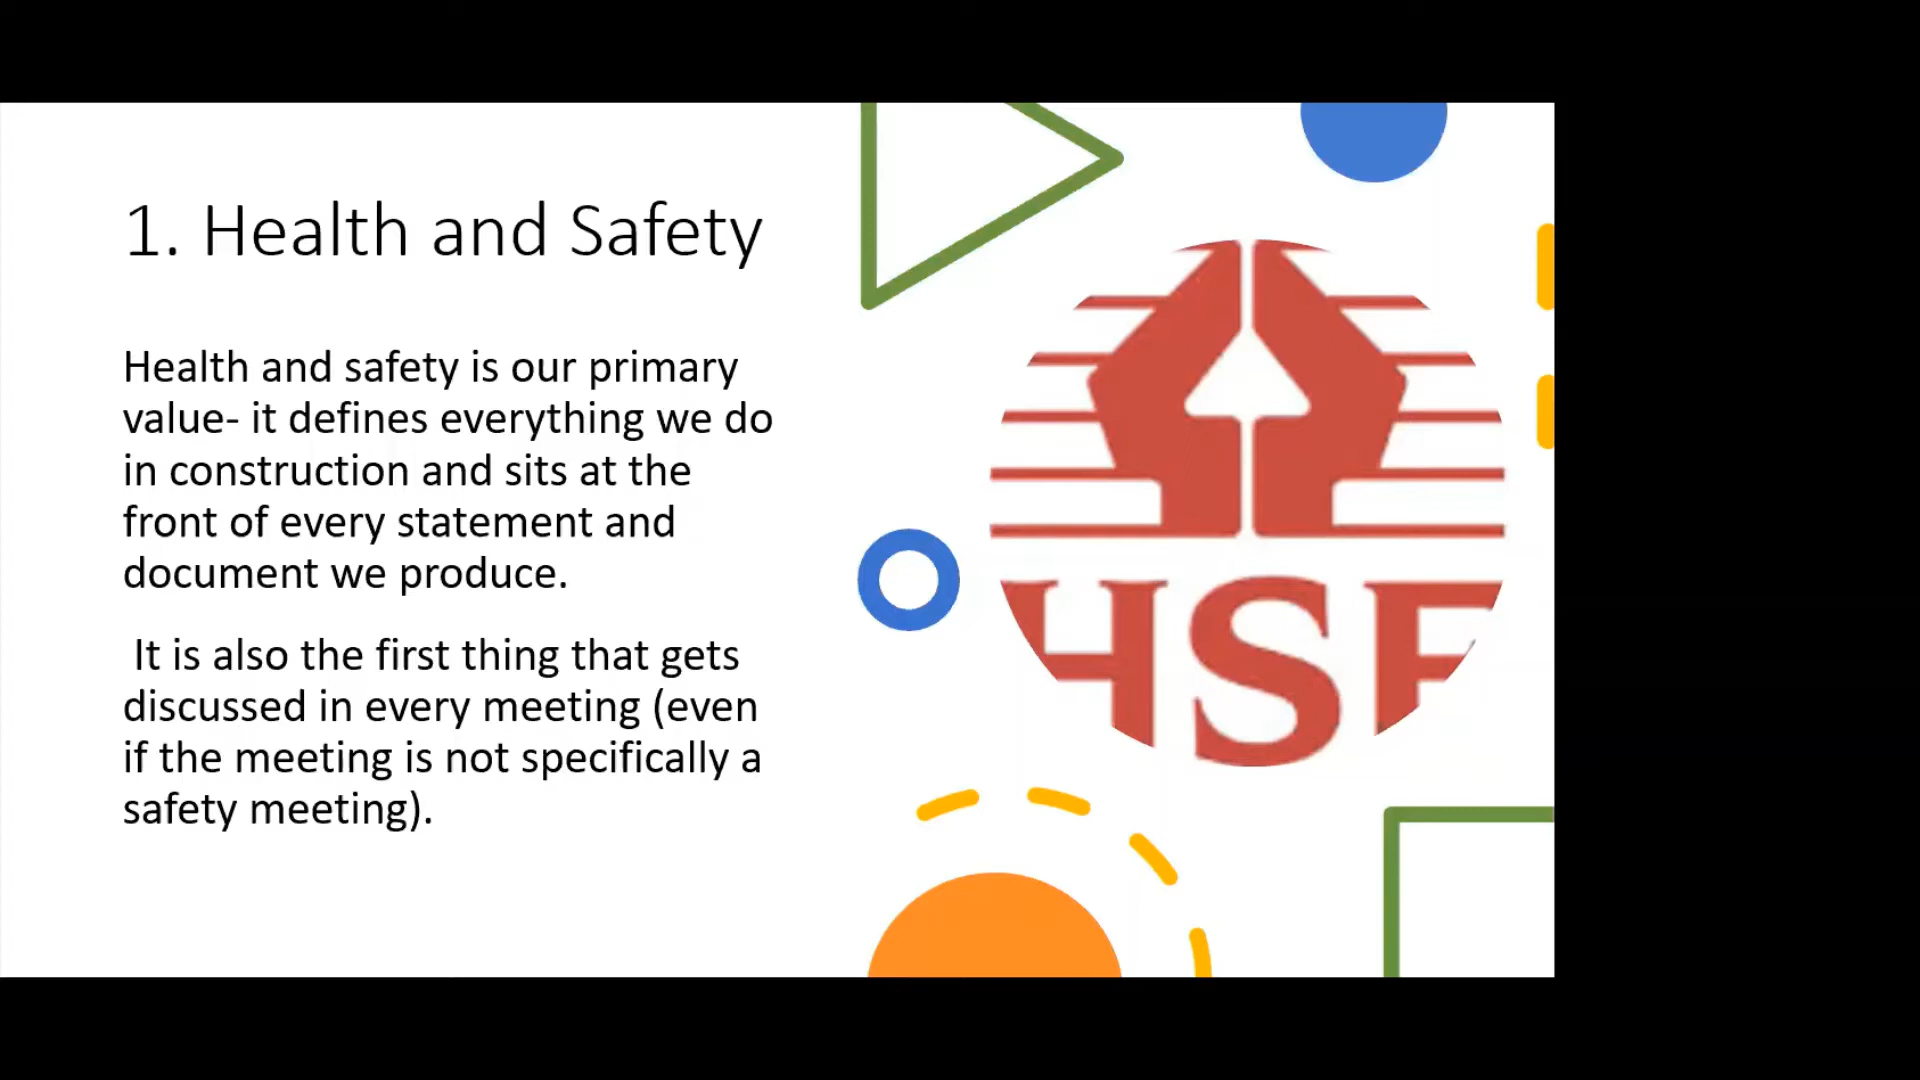 1. Health and Safety
Health and safety is our primary
value- it defines everything we do
in construction and sits at the
front of every statement and
document we produce.
It is also the first thing that gets
discussed in every meeting (even
if the meeting is not specifically a
safety meeting).
HSE